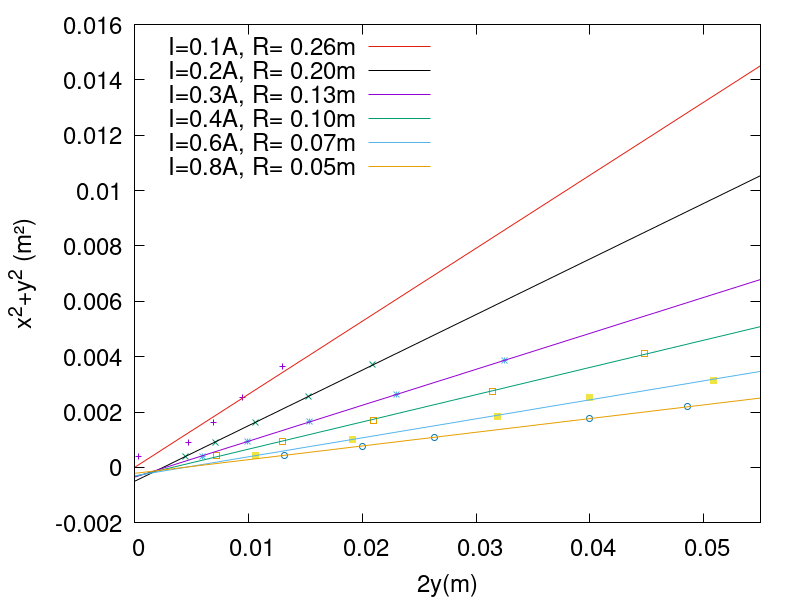 0.016
0.014
0.012
0.01
0.008
0.006
0.004
0.002
0
-0.002
x²+y² (m²)
I=0.1A, R= 0.26m
I=0.2A, R= 0.20m
I=0.3A, R= 0.13m
I=0.4A, R= 0.10m
I=0.6A, R= 0.07m
I=0.8A, R= 0.05m
0 0.01 0.02 0.03 0.04 0.05
2y(m)